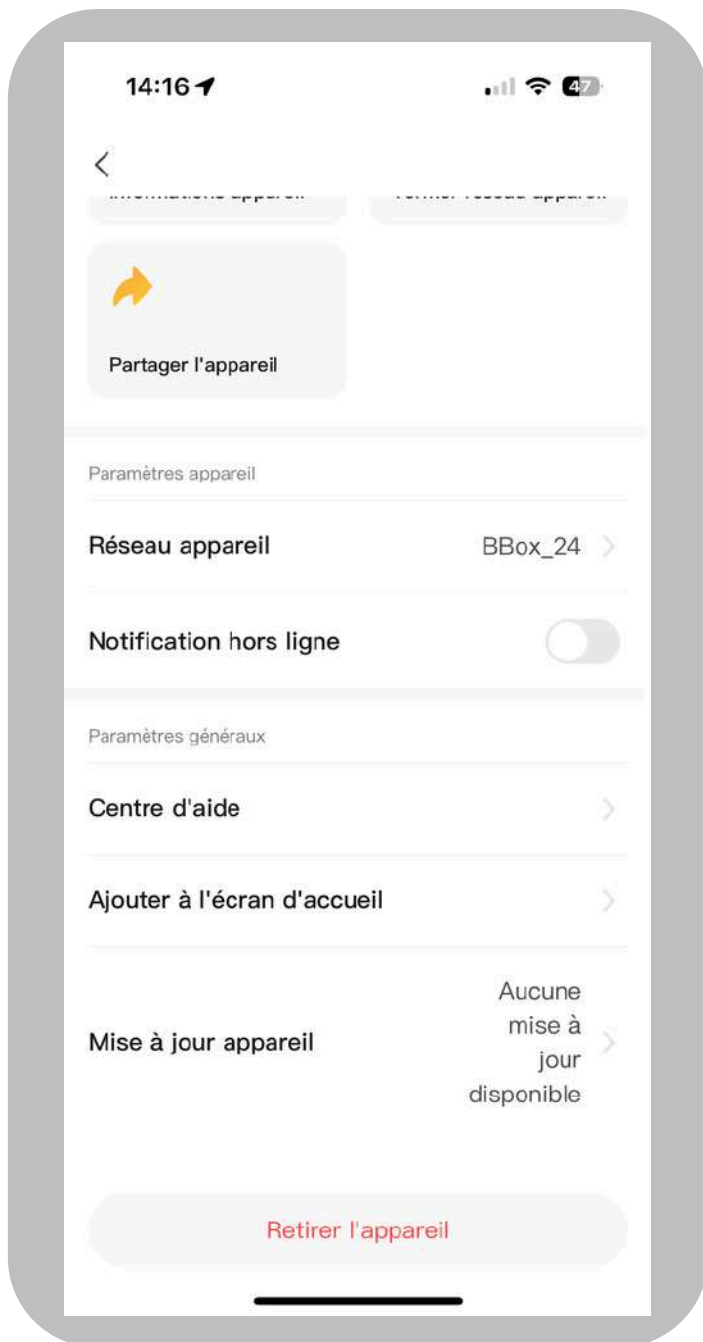 14:16
47
Partager l'appareil
Paramètres appareil
Réseau appareil
BBox_24
Notification hors ligne
Paramètres généraux
Centre d'aide
Ajouter à l'écran d'accueil
Mise à jour appareil
Aucune
mise à
jour
disponible
Retirer l'appareil